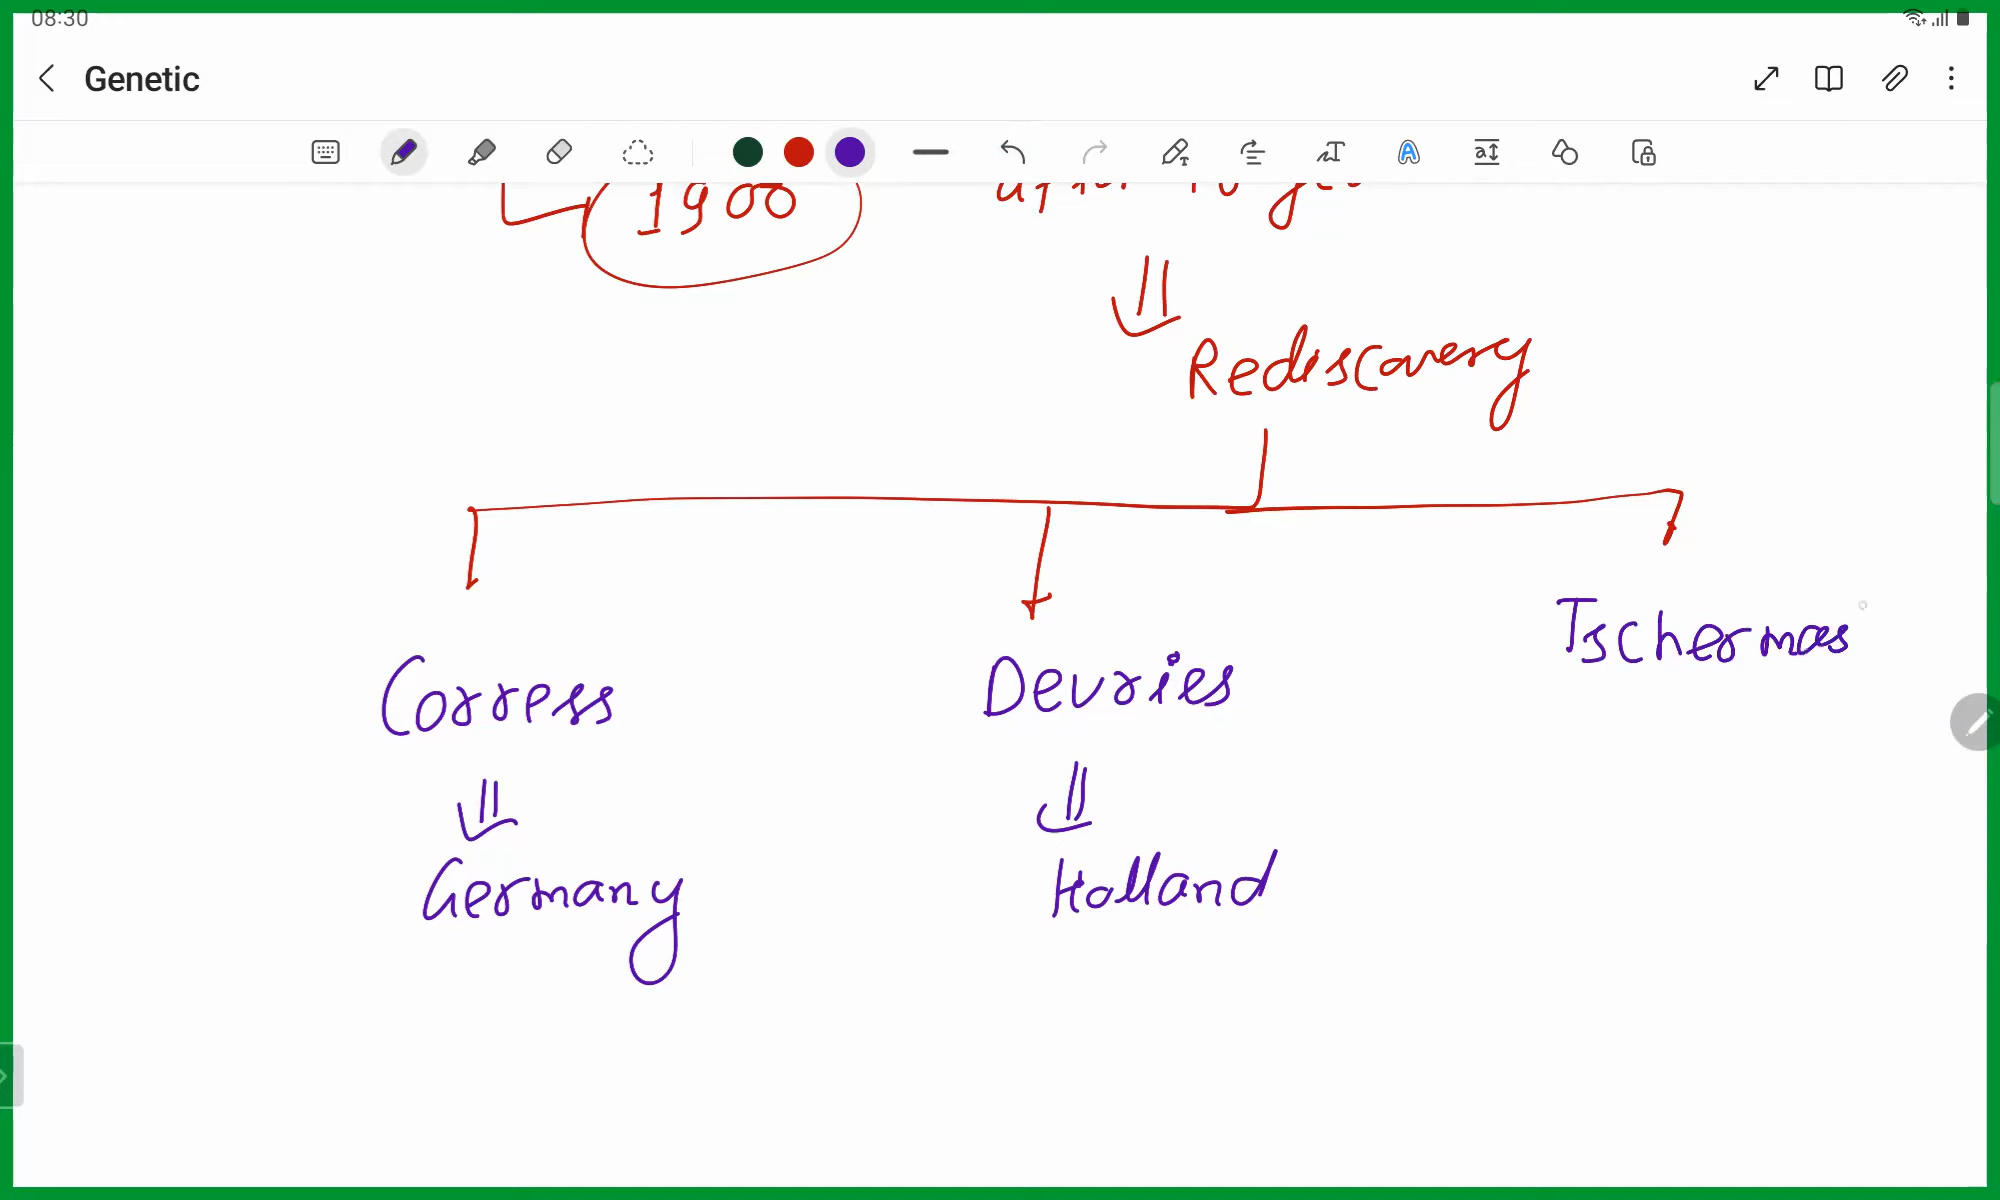 08:30
Genetic
1900
Rediscovery
Corress Devries Tschermas
Germany Holland